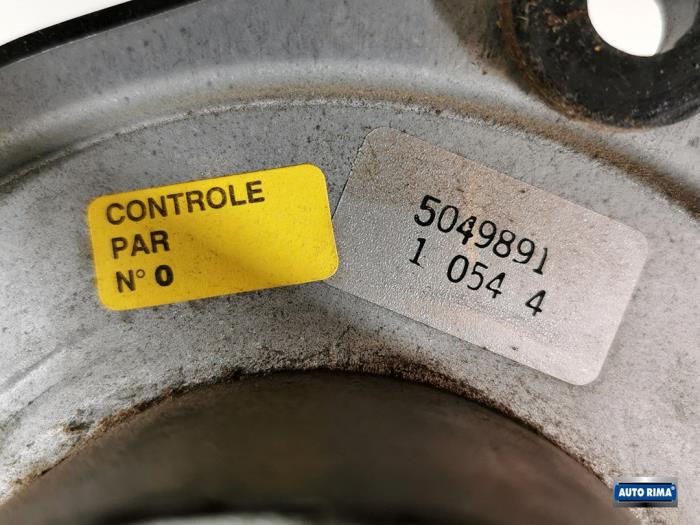 CONTROLE
PAR
N° 0
5049891
1 054 4
AUTO RIMA